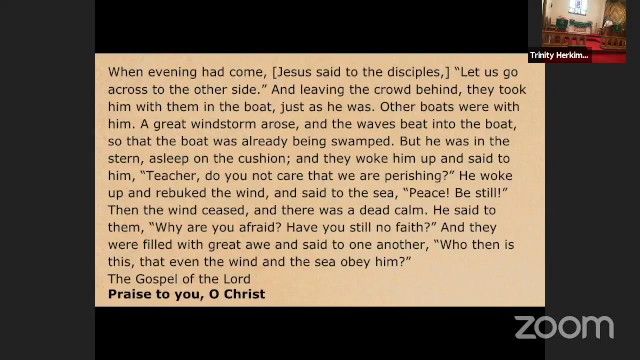 When evening had come, [Jesus said to the disciples,] “Let us go
across to the other side.” And leaving the crowd behind, they took
him with them in the boat, just as he was. Other boats were with
him. A great windstorm arose, and the waves beat into the boat,
so that the boat was already being swamped. But he was in the
stern, asleep on the cushion; and they woke him up and said to
him, “Teacher, do you not care that we are perishing?” He woke
up and rebuked the wind, and said to the sea, “Peace! Be still!”
Then the wind ceased, and there was a dead calm. He said to
them, “Why are you afraid? Have you still no faith?” And they
were filled with great awe and said to one another, “Who then is
this, that even the wind and the sea obey him?”
The Gospel of the Lord
Praise to you, O Christ
Trinity Herkim...
zoom